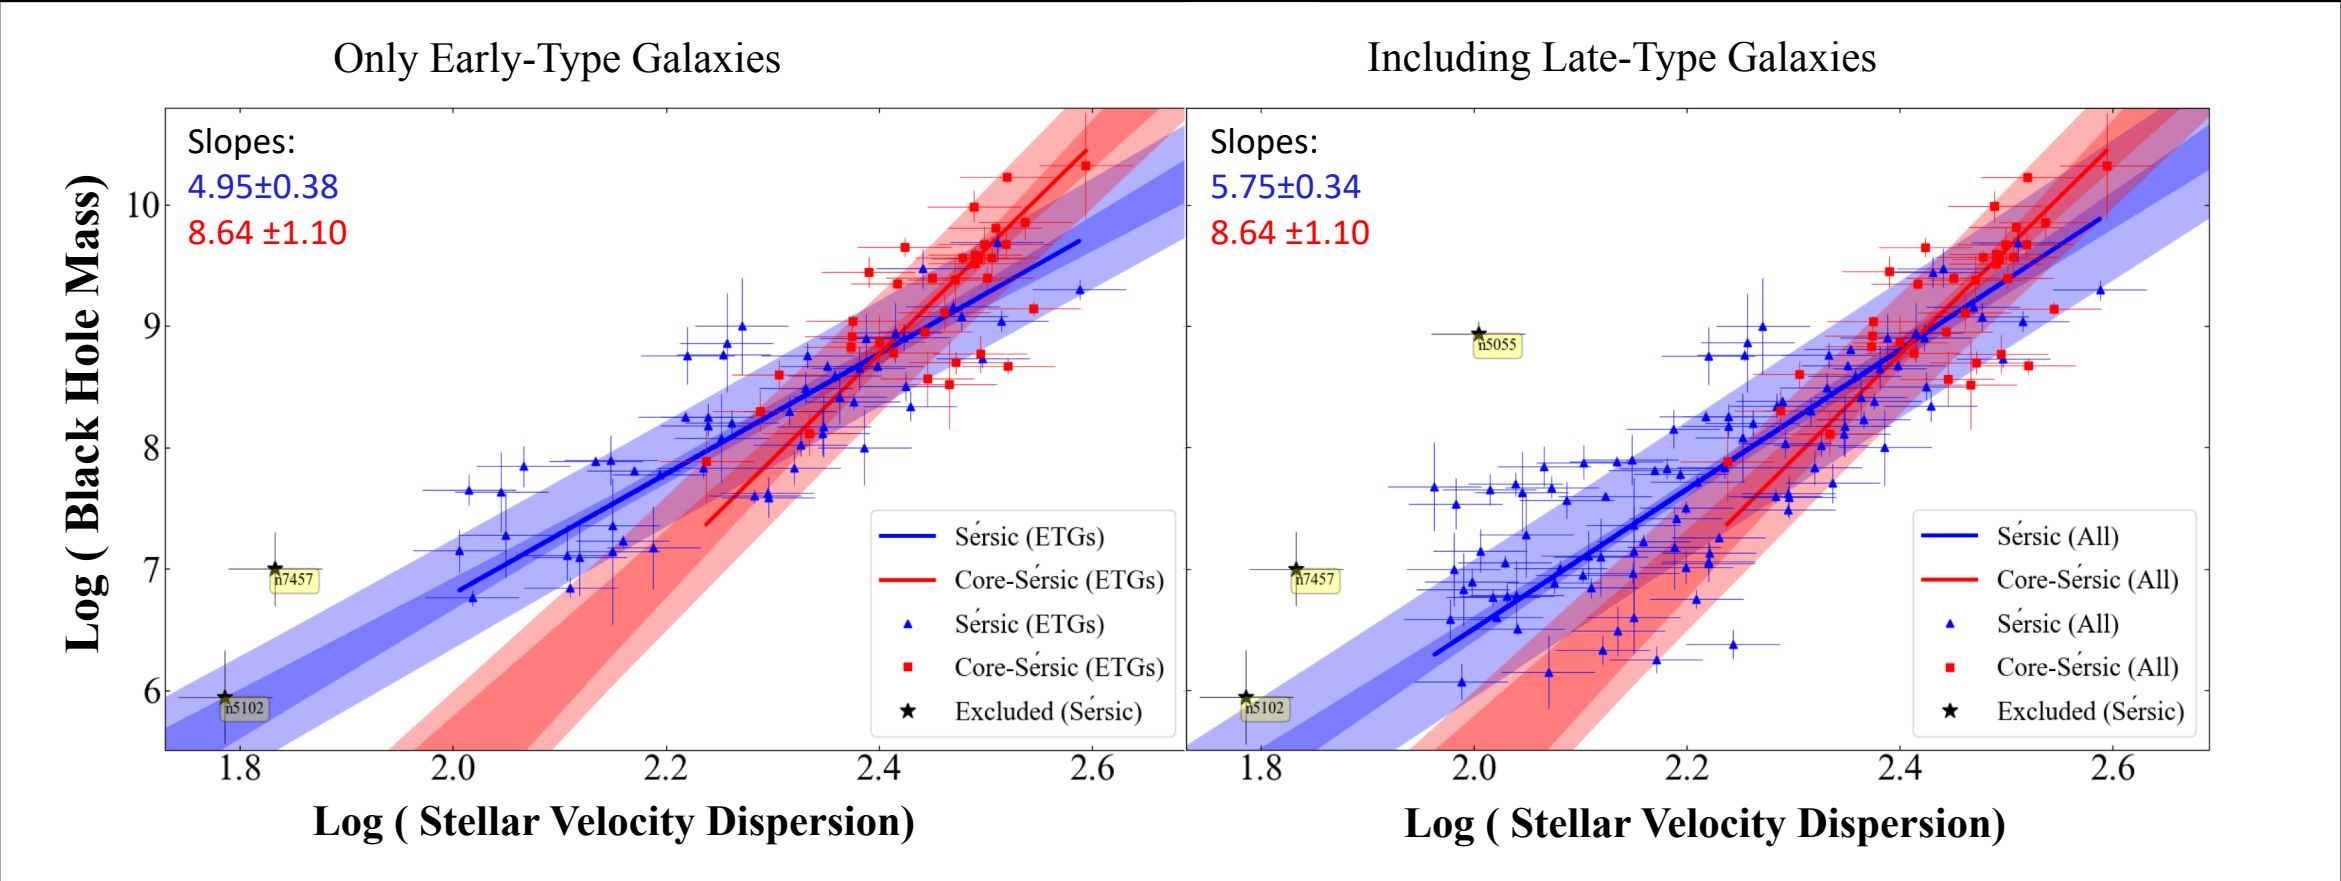 Only Early-Type Galaxies
Including Late-Type Galaxies
Log ( Black Hole Mass)
10
9
8
7
6
Slopes:
4.95±0.38
8.64 ±1.10
n7457
n5102
Sérsic (ETGs)
Core-Sérsic (ETGs)
Sérsic (ETGs)
Core-Sérsic (ETGs)
Excluded (Sérsic)
1.8 2.0 2.2 2.4 2.6
Log ( Stellar Velocity Dispersion)
Slopes:
5.75±0.34
8.64 ±1.10
n5055
n7457
n5102
Sérsic (All)
Core-Sérsic (All)
Sérsic (All)
Core-Sérsic (All)
Excluded (Sérsic)
1.8 2.0 2.2 2.4 2.6
Log ( Stellar Velocity Dispersion)